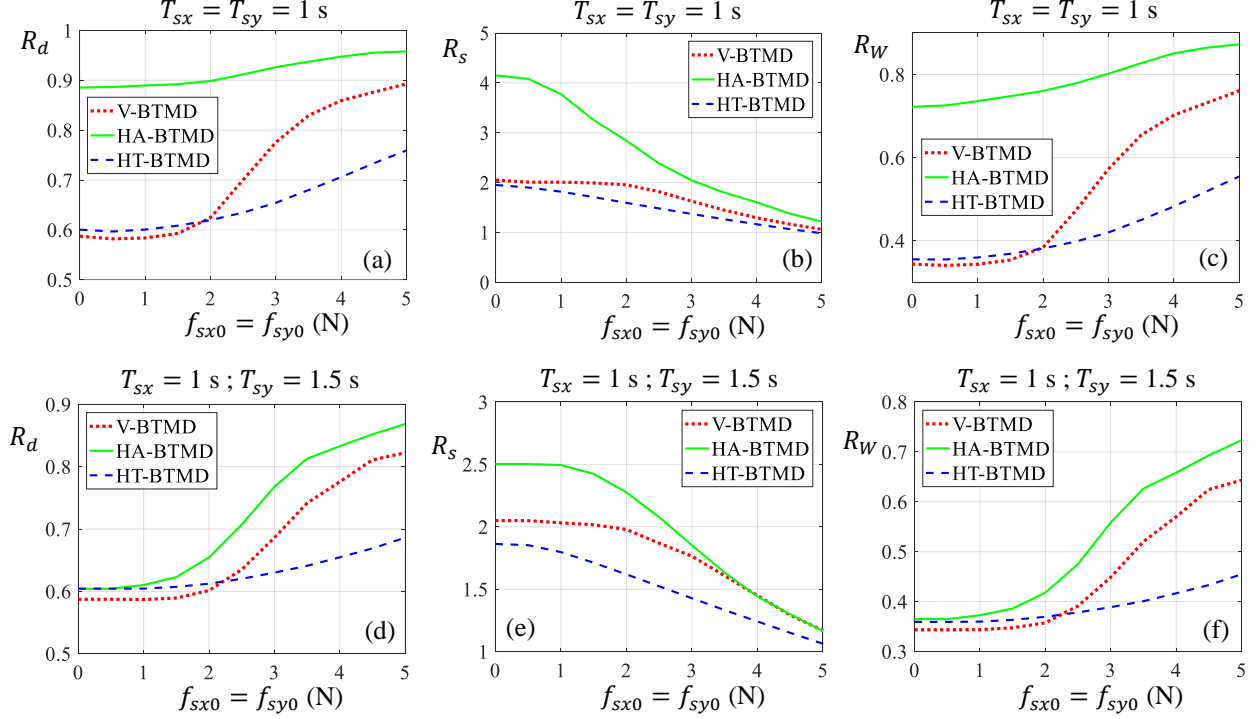 T_sx = T_sy = 1 s
R_d
1
0.9
0.8
0.7
0.6
0.5
V-BTMD
HA-BTMD
HT-BTMD
(a)
0 1 2 3 4 5
f_sx0 = f_sy0 (N)
T_sx = T_sy = 1 s
R_s
5
4
3
2
1
0
V-BTMD
HA-BTMD
HT-BTMD
(b)
0 1 2 3 4 5
f_sx0 = f_sy0 (N)
T_sx = T_sy = 1 s
R_W
0.8
0.6
0.4
V-BTMD
HA-BTMD
HT-BTMD
(c)
0 1 2 3 4 5
f_sx0 = f_sy0 (N)
T_sx = 1 s ; T_sy = 1.5 s
R_d
0.9
0.8
0.7
0.6
0.5
V-BTMD
HA-BTMD
HT-BTMD
(d)
0 1 2 3 4 5
f_sx0 = f_sy0 (N)
T_sx = 1 s ; T_sy = 1.5 s
R_s
3
2.5
2
1.5
1
V-BTMD
HA-BTMD
HT-BTMD
(e)
0 1 2 3 4 5
f_sx0 = f_sy0 (N)
T_sx = 1 s ; T_sy = 1.5 s
R_W
0.8
0.7
0.6
0.5
0.4
0.3
V-BTMD
HA-BTMD
HT-BTMD
(f)
0 1 2 3 4 5
f_sx0 = f_sy0 (N)